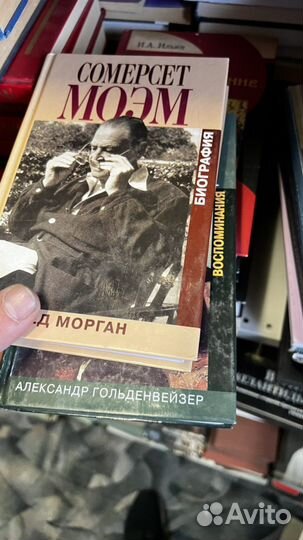 И.А. Ильин
СОМЕРСЕТ
МОЭМ
БИОГРАФИЯ
ВОСПОМИНАНИЯ
Д МОРГАН
АЛЕКСАНДР ГОЛЬДЕНВЕЙЗЕР
Avito